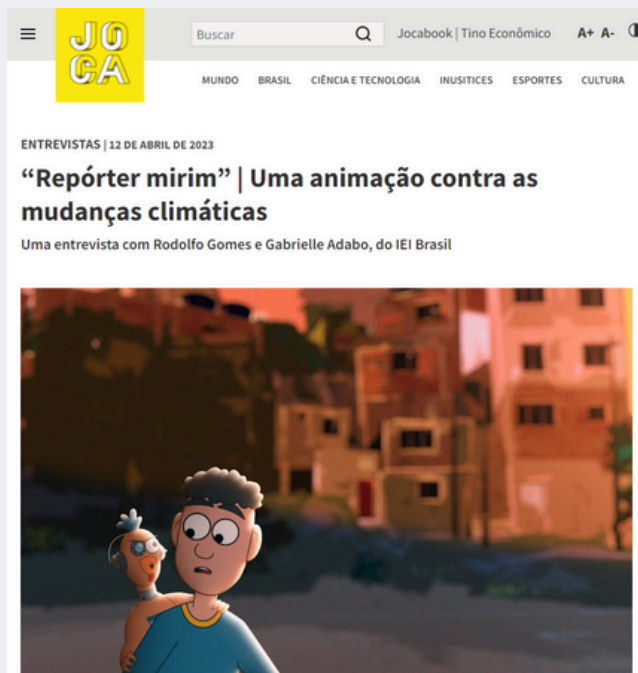 JO
CA
Buscar
Jocabook | Tino Econômico
A+ A-
MUNDO BRASIL CIÊNCIA E TECNOLOGIA INUSITICES ESPORTES CULTURA
ENTREVISTAS | 12 DE ABRIL DE 2023
“Repórter mirim” | Uma animação contra as
mudanças climáticas
Uma entrevista com Rodolfo Gomes e Gabrielle Adabo, do IEI Brasil